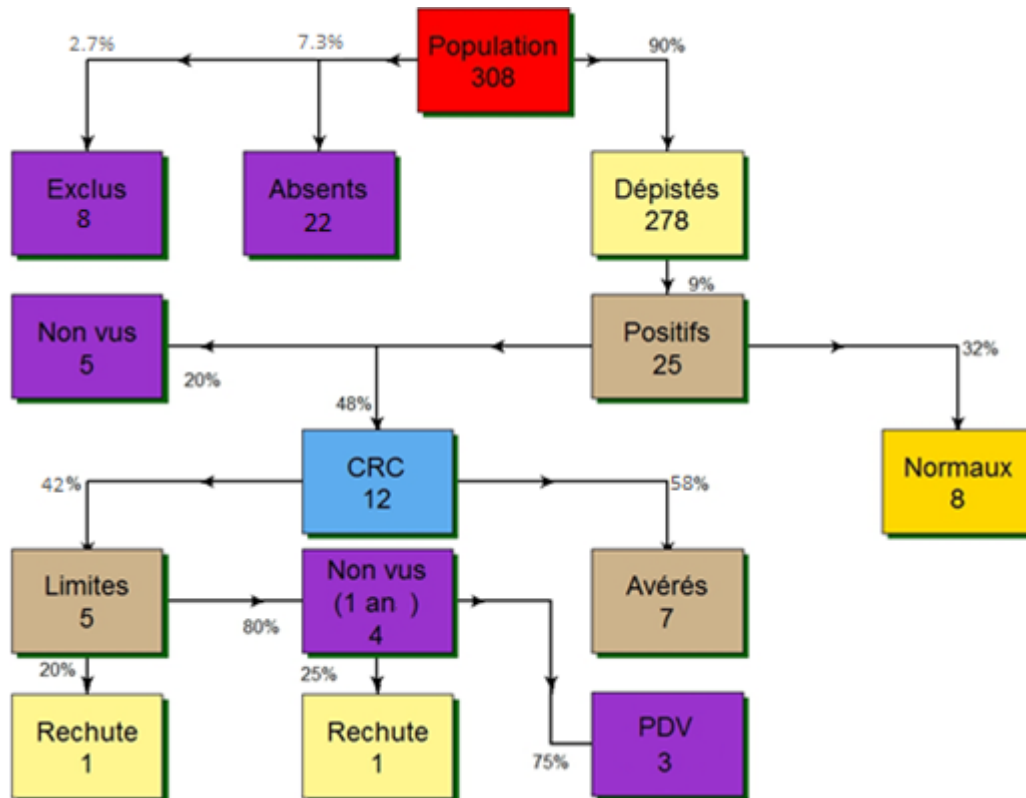 2.7%
7.3%
Population
308
90%
Exclus
8
Absents
22
Dépistés
278
9%
Non vus
5
20%
48%
Positifs
25
32%
42%
CRC
12
58%
Normaux
8
Limites
5
80%
Non vus
(1 an )
4
Avérés
7
20%
25%
Rechute
1
Rechute
1
75%
PDV
3